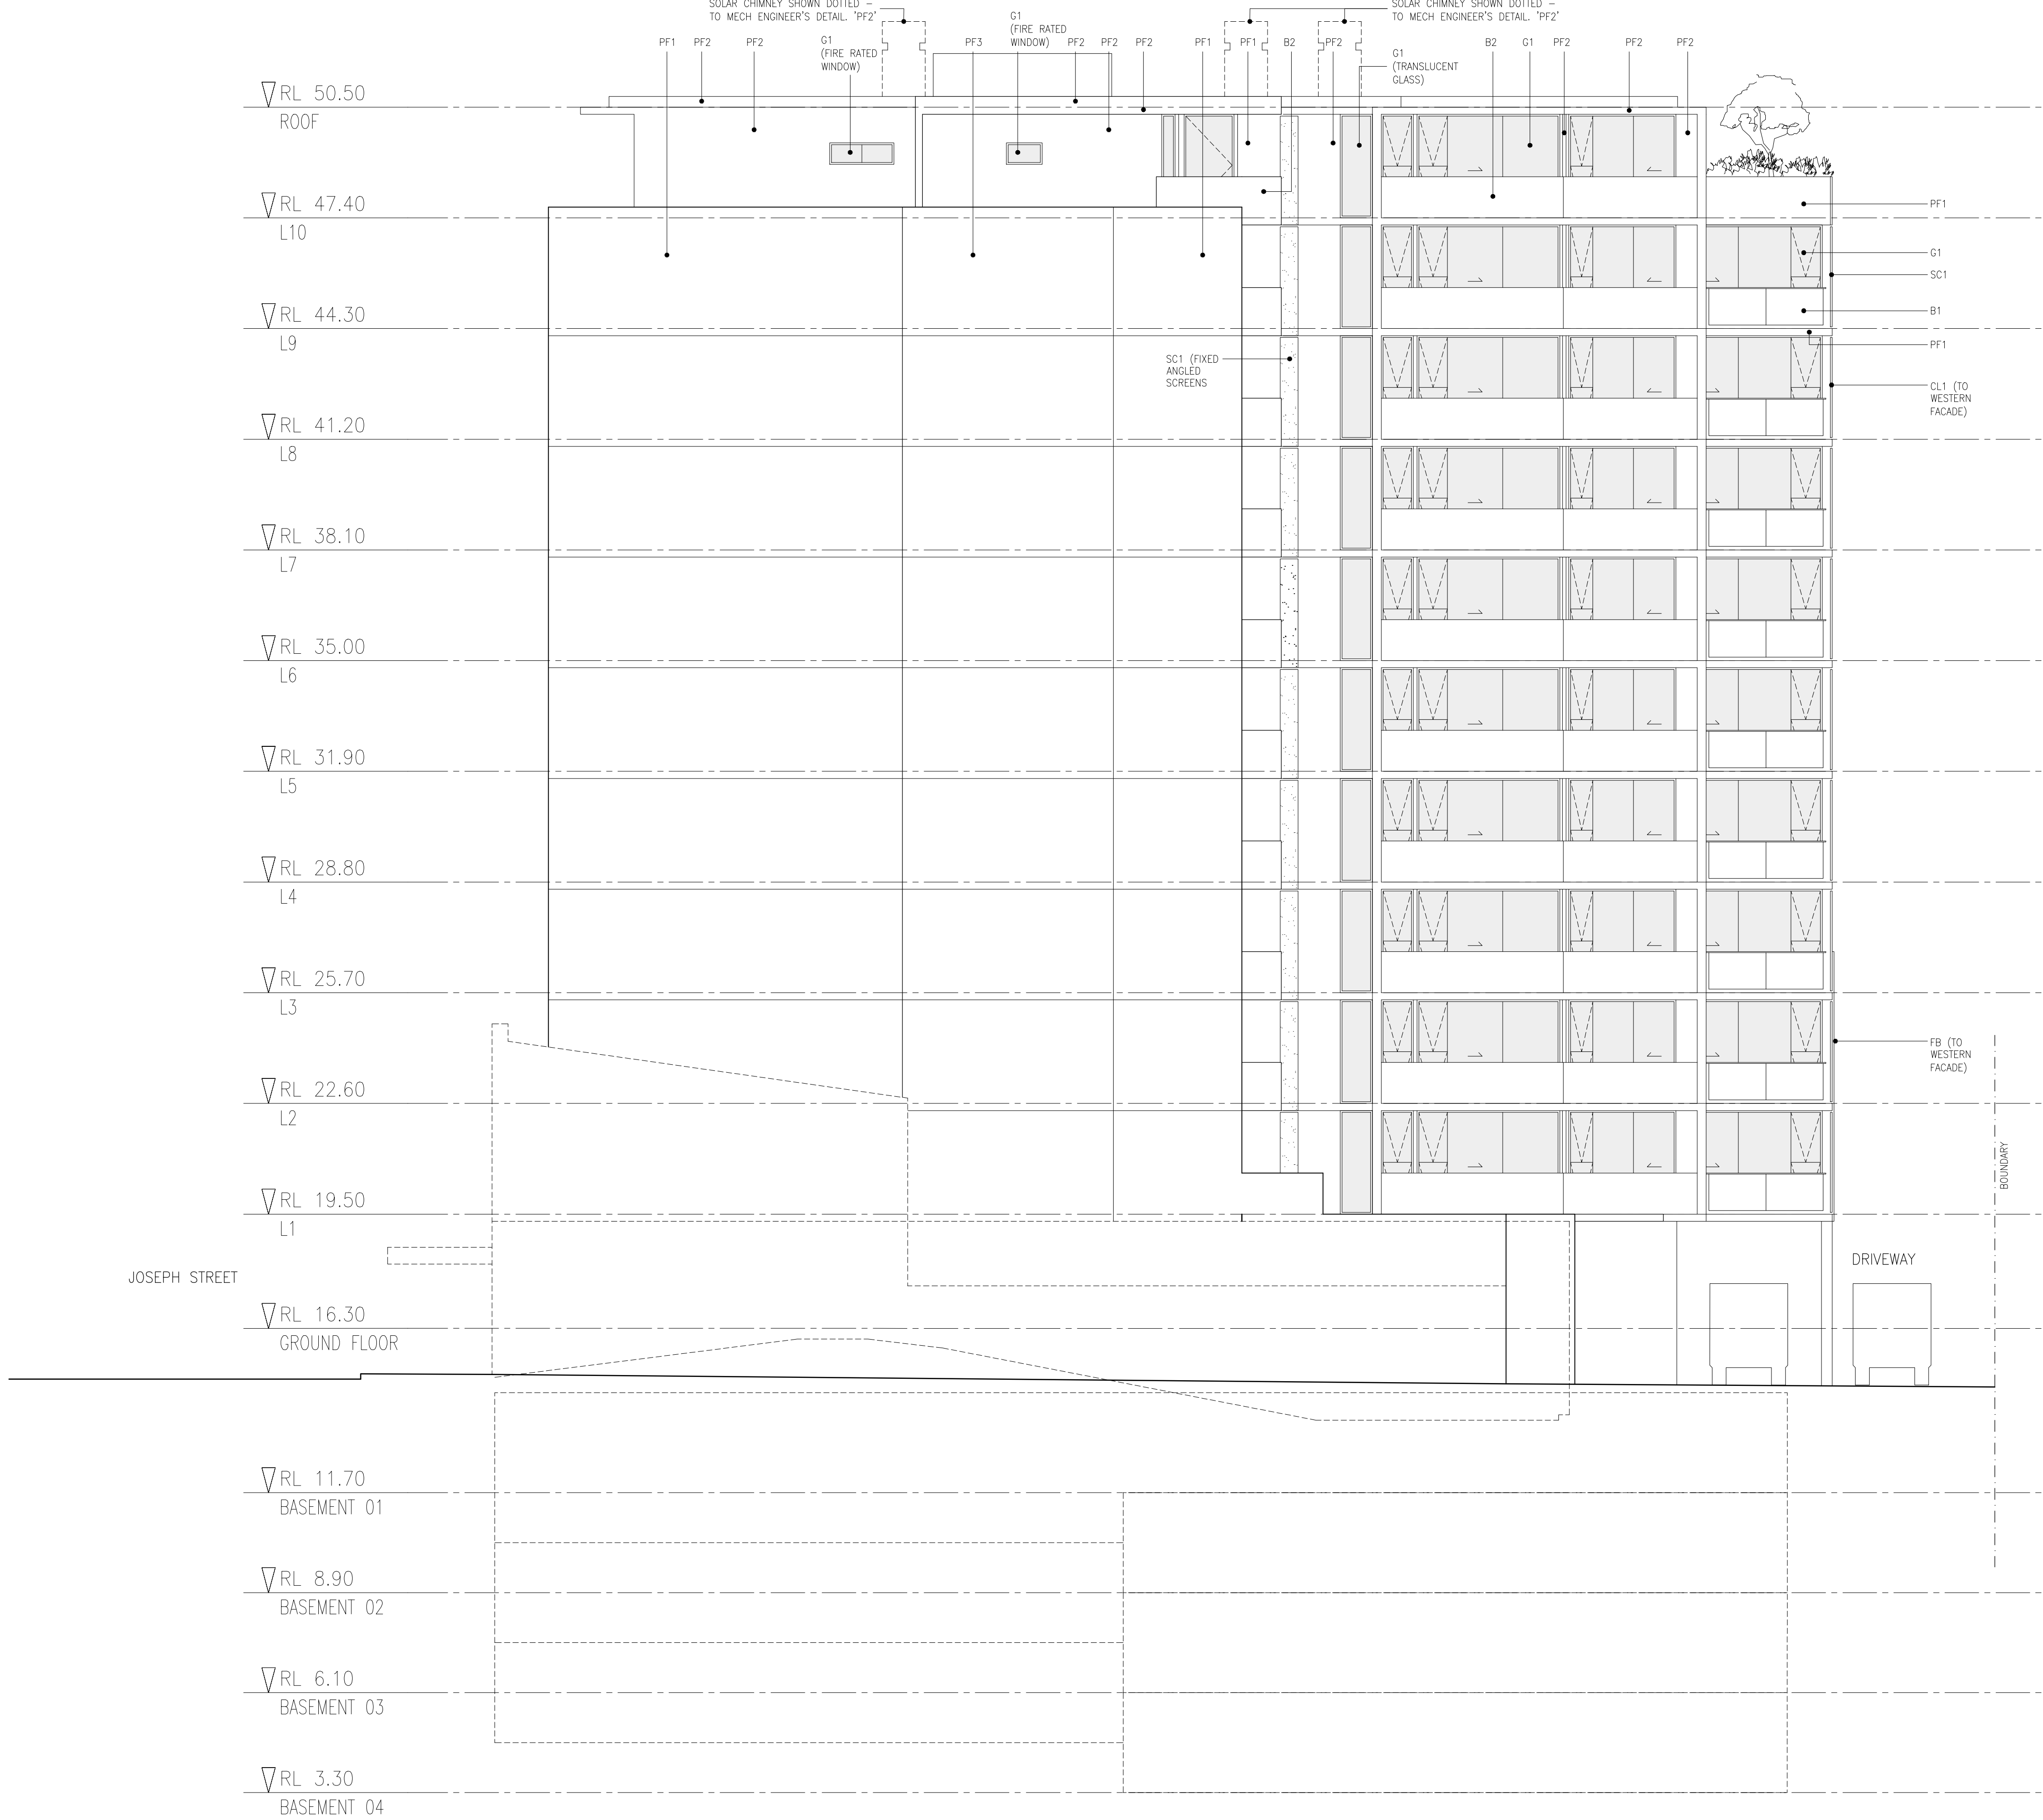 SOLAR CHIMNEY SHOWN DOTTED –
TO MECH ENGINEER'S DETAIL. 'PF2'
SOLAR CHIMNEY SHOWN DOTTED –
TO MECH ENGINEER'S DETAIL. 'PF2'
PF1
PF2
PF2
G1
(FIRE RATED
WINDOW)
PF3
G1
(FIRE RATED
WINDOW)
PF2
PF2
PF2
PF1
PF1
B2
PF2
G1
(TRANSLUCENT
GLASS)
B2
G1
PF2
PF2
PF2
RL 50.50
ROOF
RL 47.40
L10
PF1
G1
SC1
RL 44.30
L9
B1
PF1
SC1 (FIXED
ANGLED
SCREENS
CL1 (TO
WESTERN
FACADE)
RL 41.20
L8
RL 38.10
L7
RL 35.00
L6
RL 31.90
L5
RL 28.80
L4
RL 25.70
L3
FB (TO
WESTERN
FACADE)
RL 22.60
L2
BOUNDARY
RL 19.50
L1
JOSEPH STREET
DRIVEWAY
RL 16.30
GROUND FLOOR
RL 11.70
BASEMENT 01
RL 8.90
BASEMENT 02
RL 6.10
BASEMENT 03
RL 3.30
BASEMENT 04